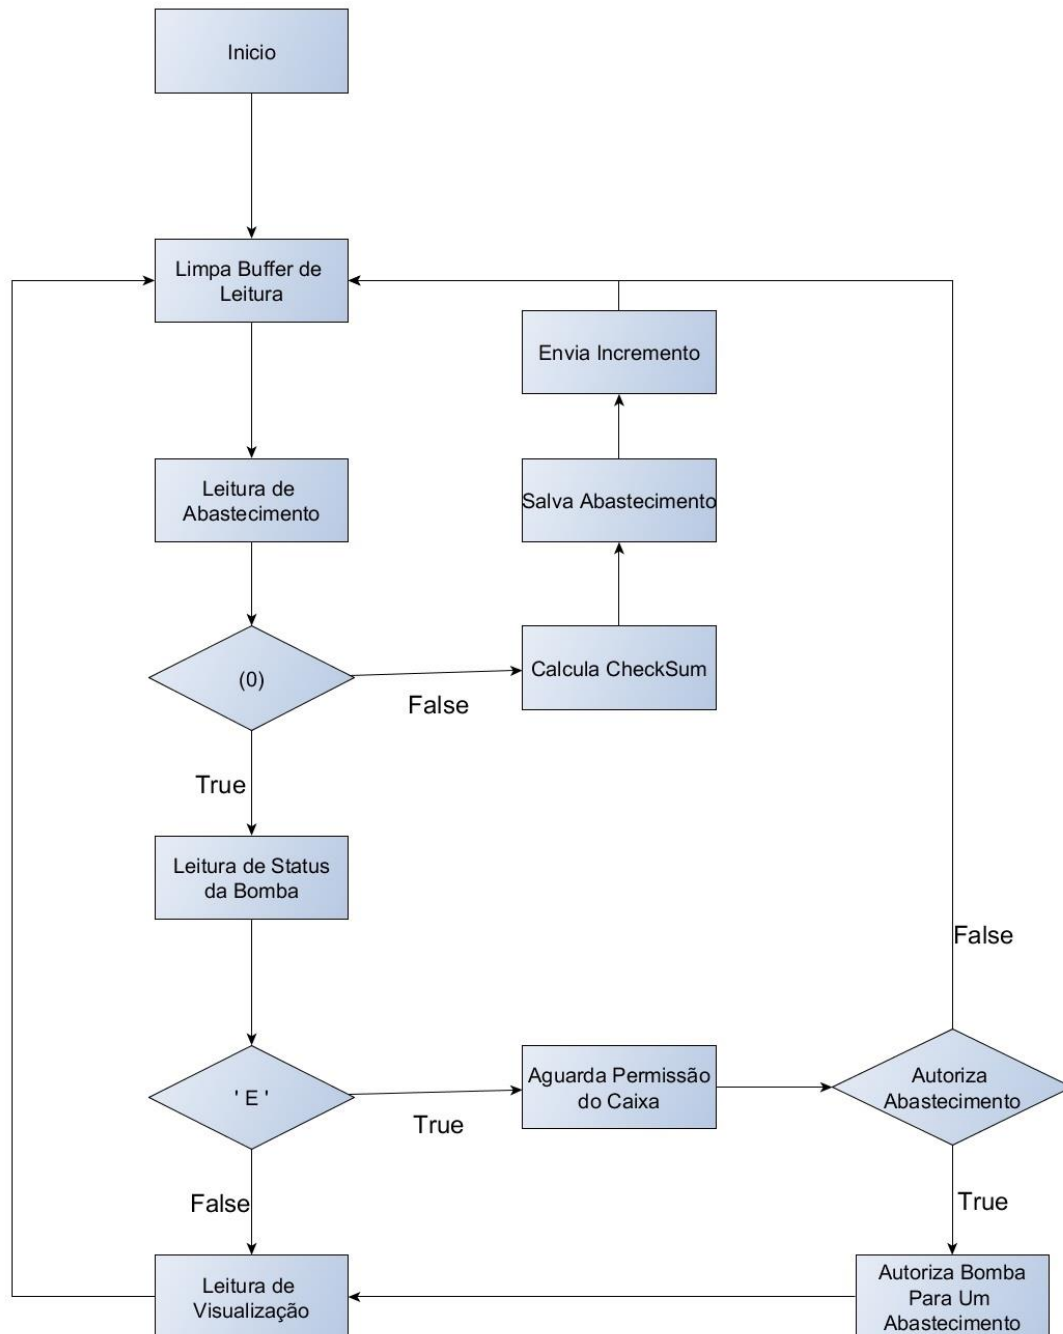 Inicio
Limpa Buffer de
Leitura
Envia Incremento
Leitura de
Abastecimento
Salva Abastecimento
(0)
False
Calcula CheckSum
True
Leitura de Status
da Bomba
False
' E '
True
Aguarda Permissão
do Caixa
Autoriza
Abastecimento
False
True
Leitura de
Visualização
Autoriza Bomba
Para Um
Abastecimento